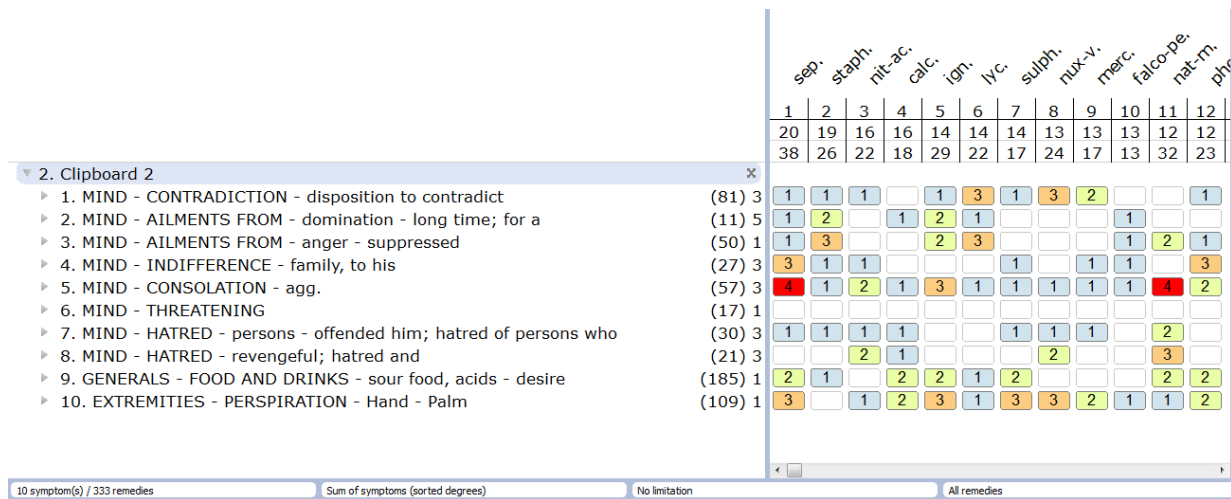 sep. staph. nit-ac. calc. ign. lyc. sulph. nux-v. merc. falco-pe. nat-m. pho
1 2 3 4 5 6 7 8 9 10 11 12
20 19 16 16 14 14 14 13 13 13 12 12
38 26 22 18 29 22 17 24 17 13 32 23
2. Clipboard 2 x
1. MIND - CONTRADICTION - disposition to contradict (81) 3 1 1 1 1 3 1 3 2 1
2. MIND - AILMENTS FROM - domination - long time; for a (11) 5 1 2 1 2 1 1
3. MIND - AILMENTS FROM - anger - suppressed (50) 1 1 3 2 3 1 2 1
4. MIND - INDIFFERENCE - family, to his (27) 3 3 1 1 1 1 1 3
5. MIND - CONSOLATION - agg. (57) 3 4 1 2 1 3 1 1 1 1 1 4 2
6. MIND - THREATENING (17) 1
7. MIND - HATRED - persons - offended him; hatred of persons who (30) 3 1 1 1 1 1 1 1 2
8. MIND - HATRED - revengeful; hatred and (21) 3 2 1 2 3
9. GENERALS - FOOD AND DRINKS - sour food, acids - desire (185) 1 2 1 2 2 1 2 2 2
10. EXTREMITIES - PERSPIRATION - Hand - Palm (109) 1 3 1 2 3 1 3 3 2 1 1 2
10 symptom(s) / 333 remedies Sum of symptoms (sorted degrees) No limitation All remedies